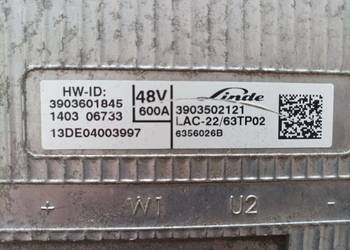 HW-ID:
3903601845
1403 06733
13DE04003997
48V
600A
Linde
3903502121
LAC-22/63TP02
6356026B
+ W1 U2 -